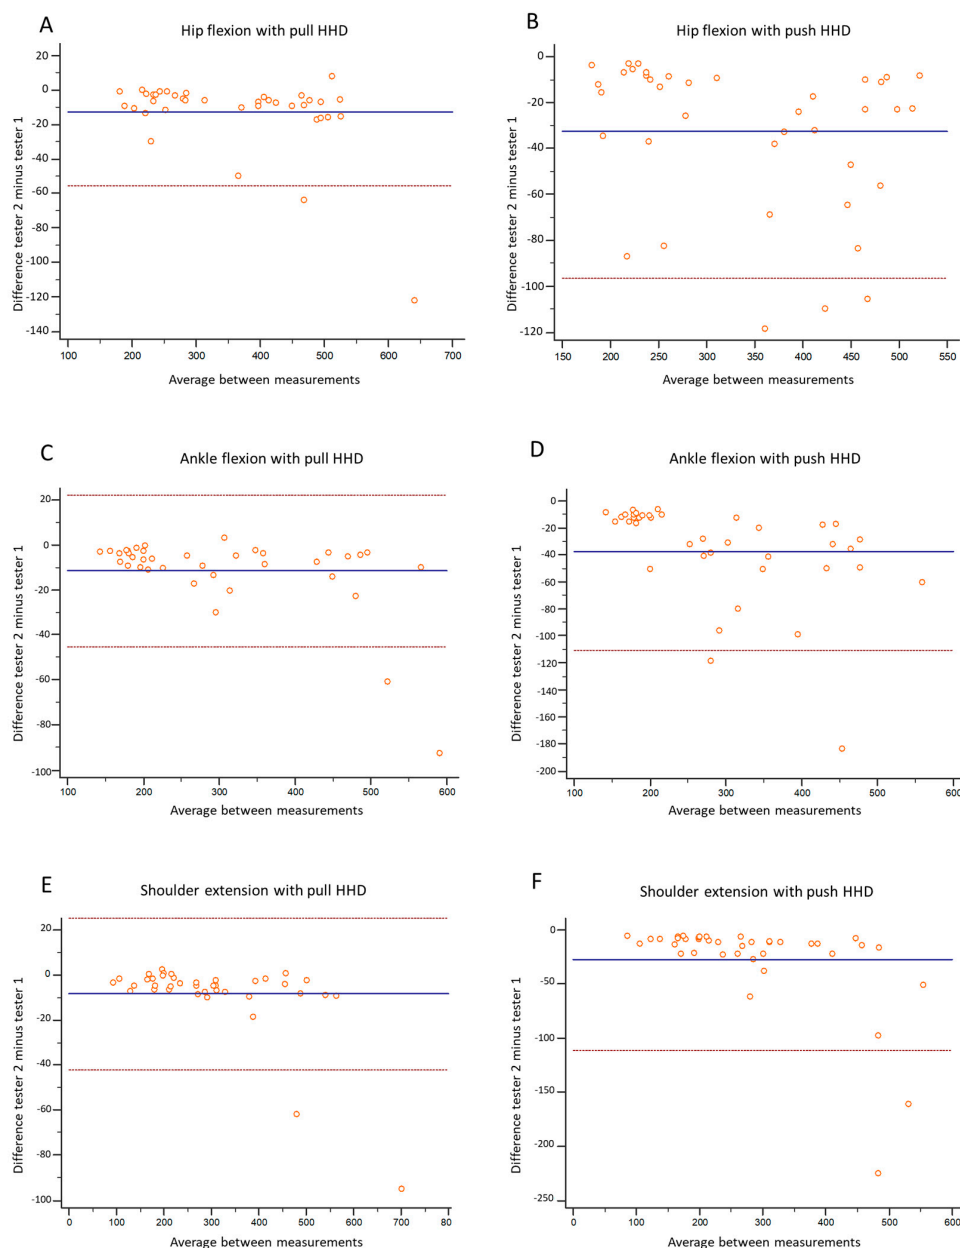 A
Hip flexion with pull HHD
20
0
-20
-40
-60
-80
-100
-120
-140
100 200 300 400 500 600 700
Difference tester 2 minus tester 1
Average between measurements
B
Hip flexion with push HHD
0
-20
-40
-60
-80
-100
-120
150 200 250 300 350 400 450 500 550
Difference tester 2 minus tester 1
Average between measurements
C
Ankle flexion with pull HHD
20
0
-20
-40
-60
-80
-100
100 200 300 400 500 600
Difference tester 2 minus tester 1
Average between measurements
D
Ankle flexion with push HHD
0
-20
-40
-60
-80
-100
-120
-140
-160
-180
-200
100 200 300 400 500 600
Difference tester 2 minus tester 1
Average between measurements
E
Shoulder extension with pull HHD
20
0
-20
-40
-60
-80
-100
0 100 200 300 400 500 600 700 80
Difference tester 2 minus tester 1
Average between measurements
F
Shoulder extension with push HHD
0
-50
-100
-150
-200
-250
0 100 200 300 400 500 600
Difference tester 2 minus tester 1
Average between measurements